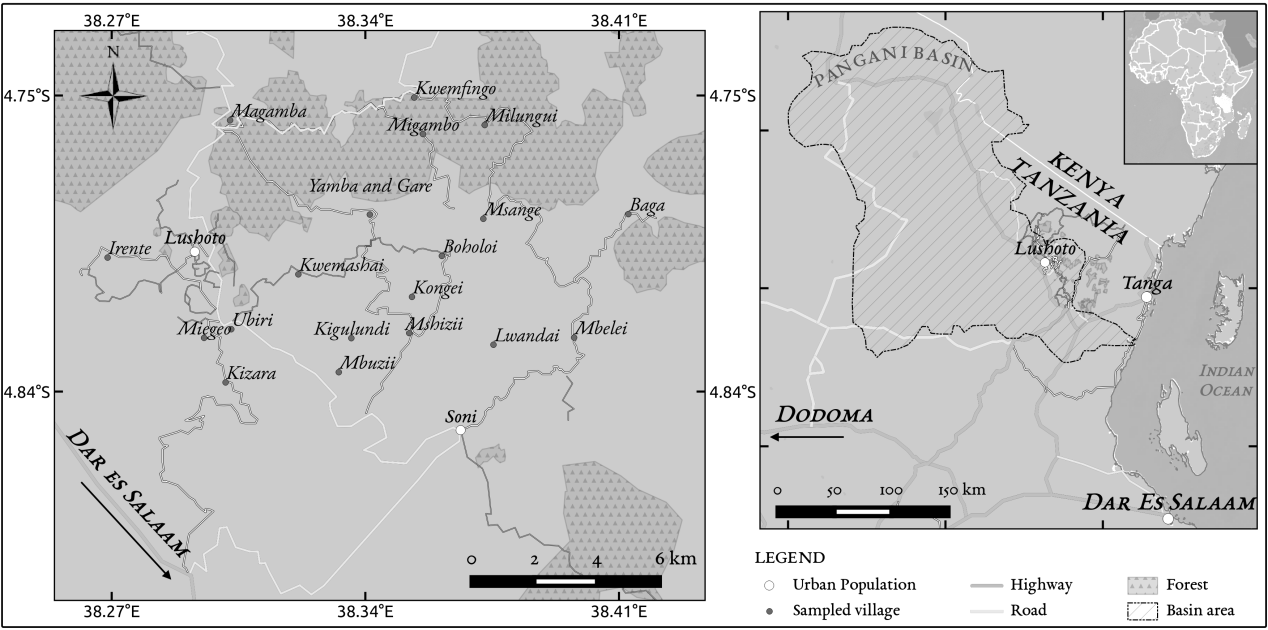 38.27°E
38.34°E
38.41°E
N
4.75°S
4.75°S
Kwemfingo
Magamba
Migambo
Milungui
Yamba and Gare
Msange
Baga
Lushoto
Irente
Boholoi
Kwemashai
Kongei
Miegeo
Ubiri
Kigulundi
Mshizii
Lwandai
Mbelei
Mbuzii
Kizara
4.84°S
4.84°S
Soni
DAR ES SALAAM
0 2 4 6 km
38.27°E
38.34°E
38.41°E
PANGANI BASIN
KENYA
TANZANIA
Lushoto
Tanga
INDIAN
OCEAN
DODOMA
0 50 100 150 km
DAR ES SALAAM
LEGEND
Urban Population
Highway
Forest
Sampled village
Road
Basin area